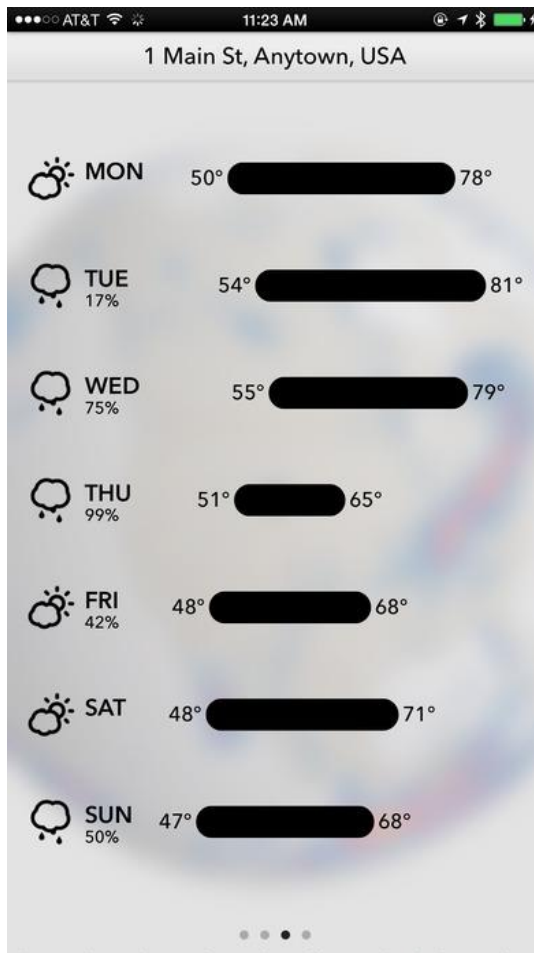 AT&T 11:23 AM
1 Main St, Anytown, USA
MON 50° 78°
TUE 54° 81°
17%
WED 55° 79°
75%
THU 51° 65°
99%
FRI 48° 68°
42%
SAT 48° 71°
SUN 47° 68°
50%